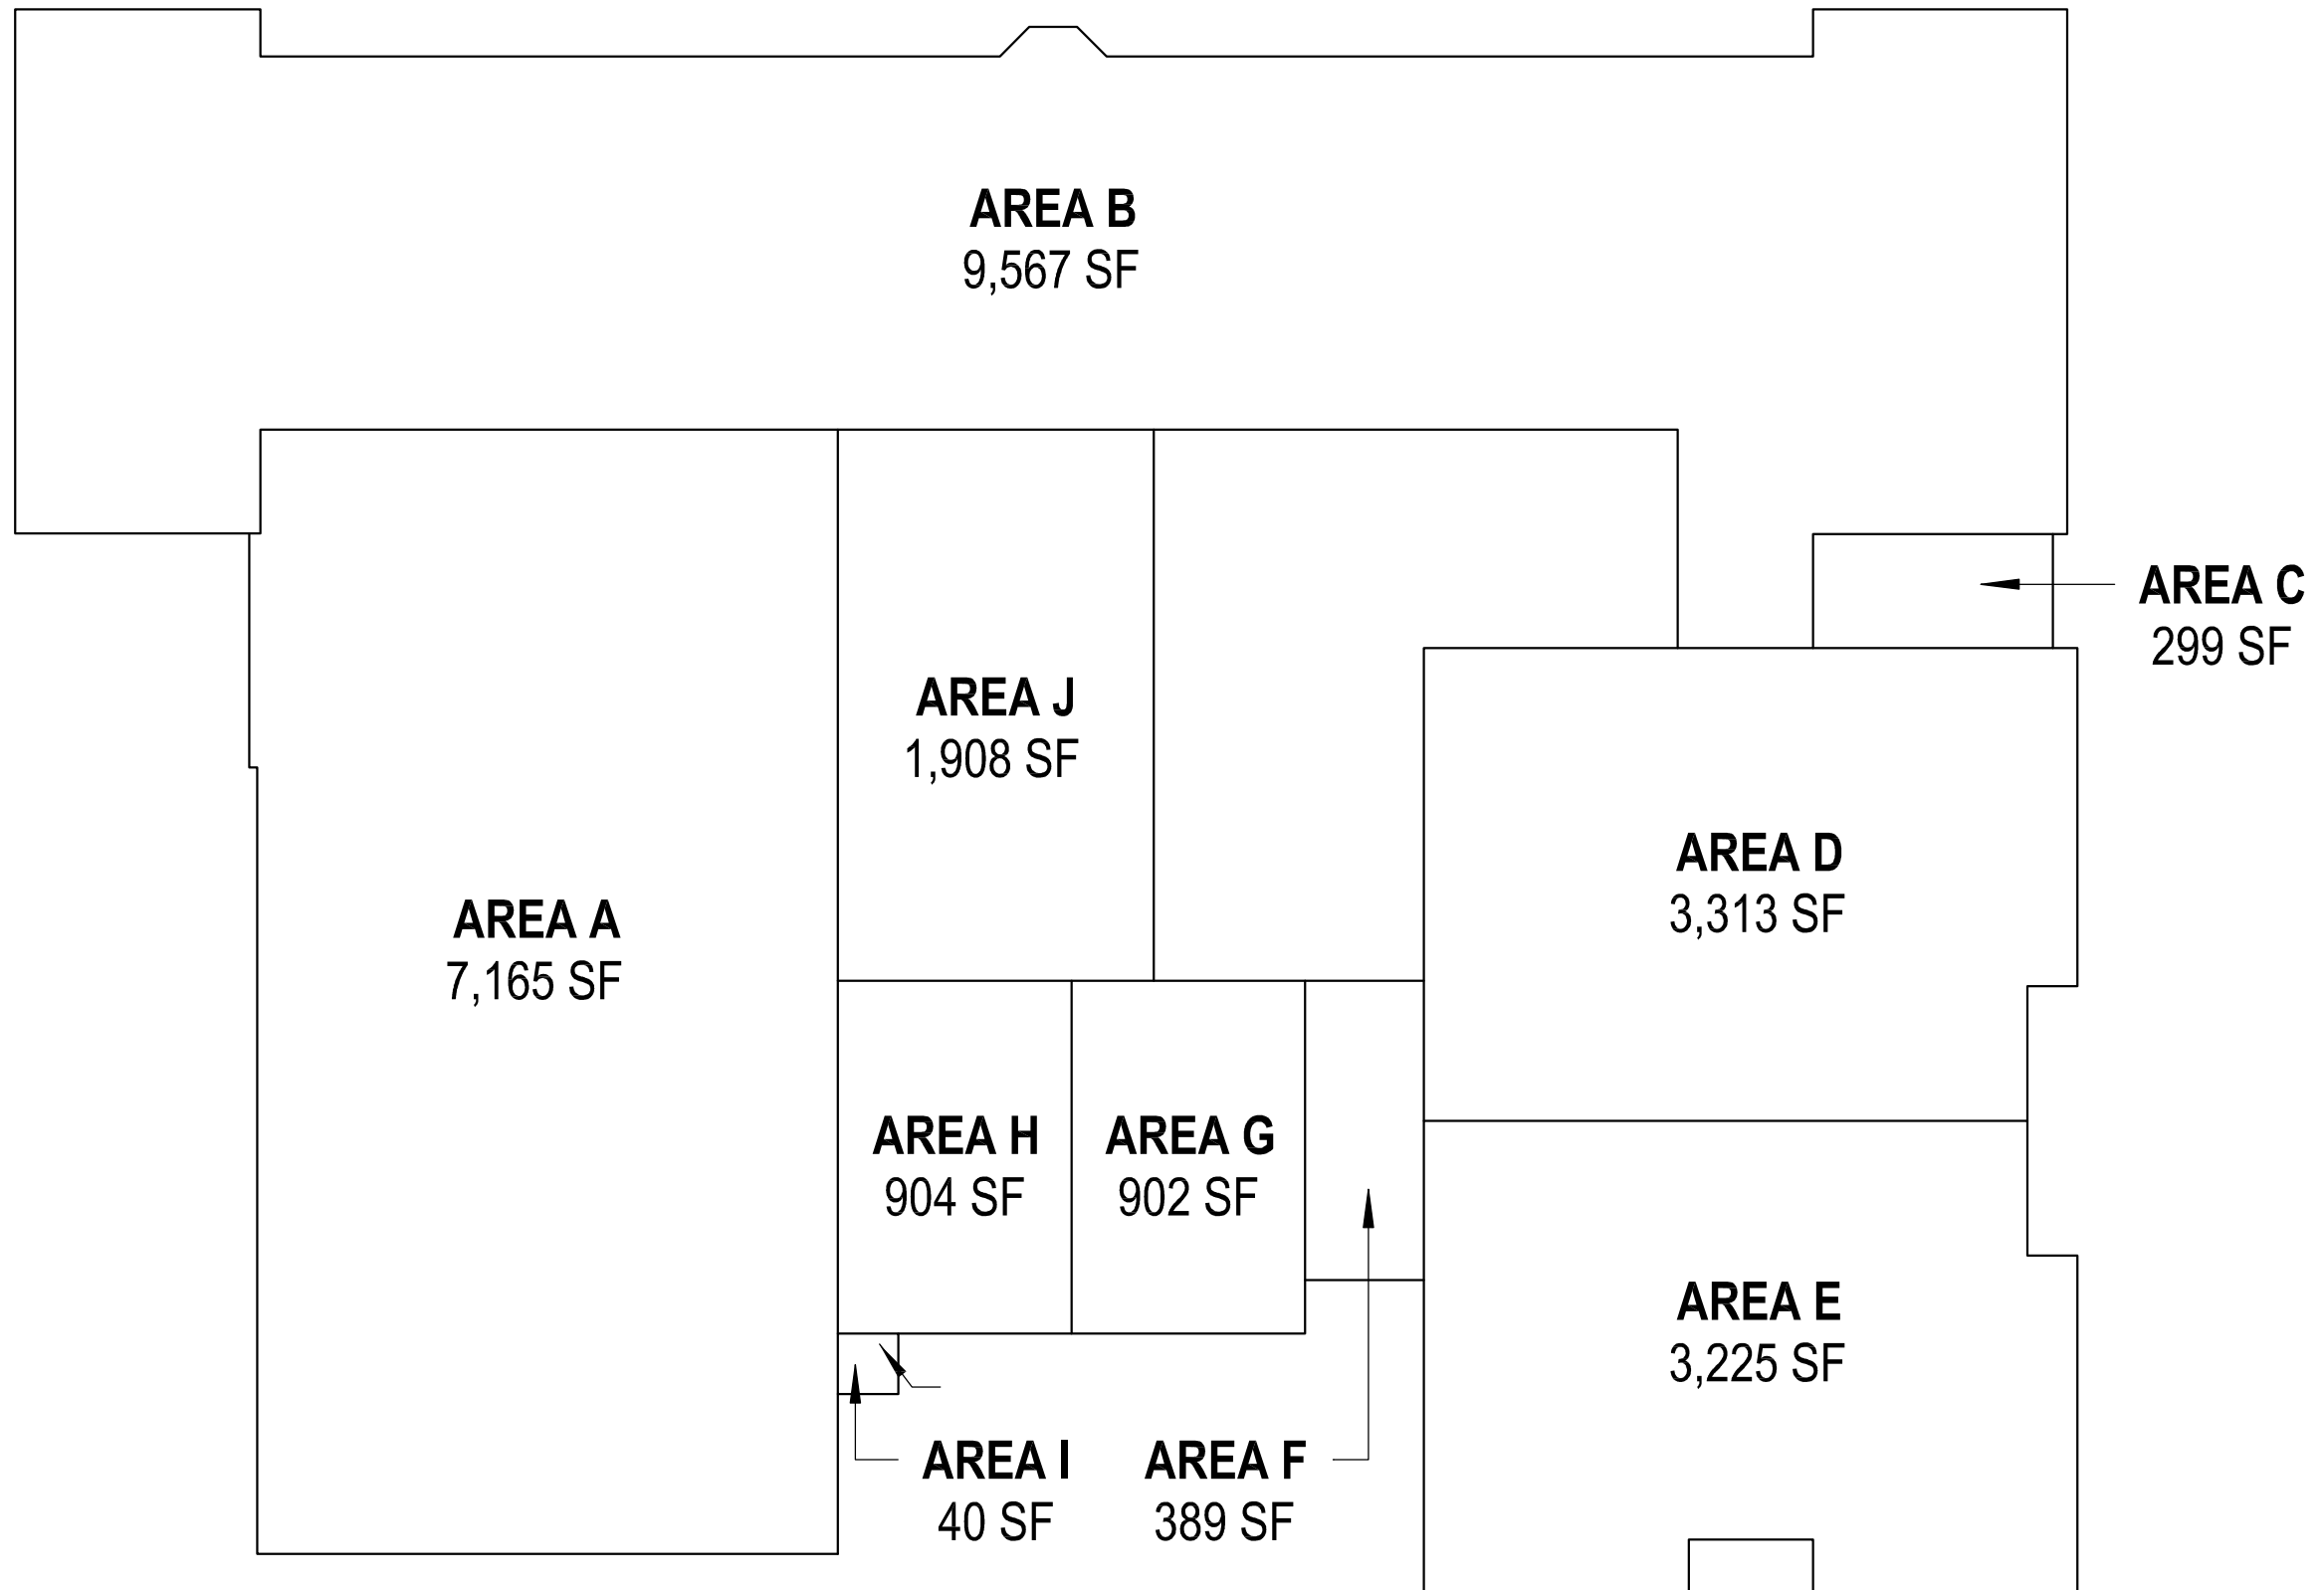 AREA B
9,567 SF
AREA C
299 SF
AREA J
1,908 SF
AREA D
3,313 SF
AREA A
7,165 SF
AREA H
904 SF
AREA G
902 SF
AREA E
3,225 SF
AREA I
40 SF
AREA F
389 SF